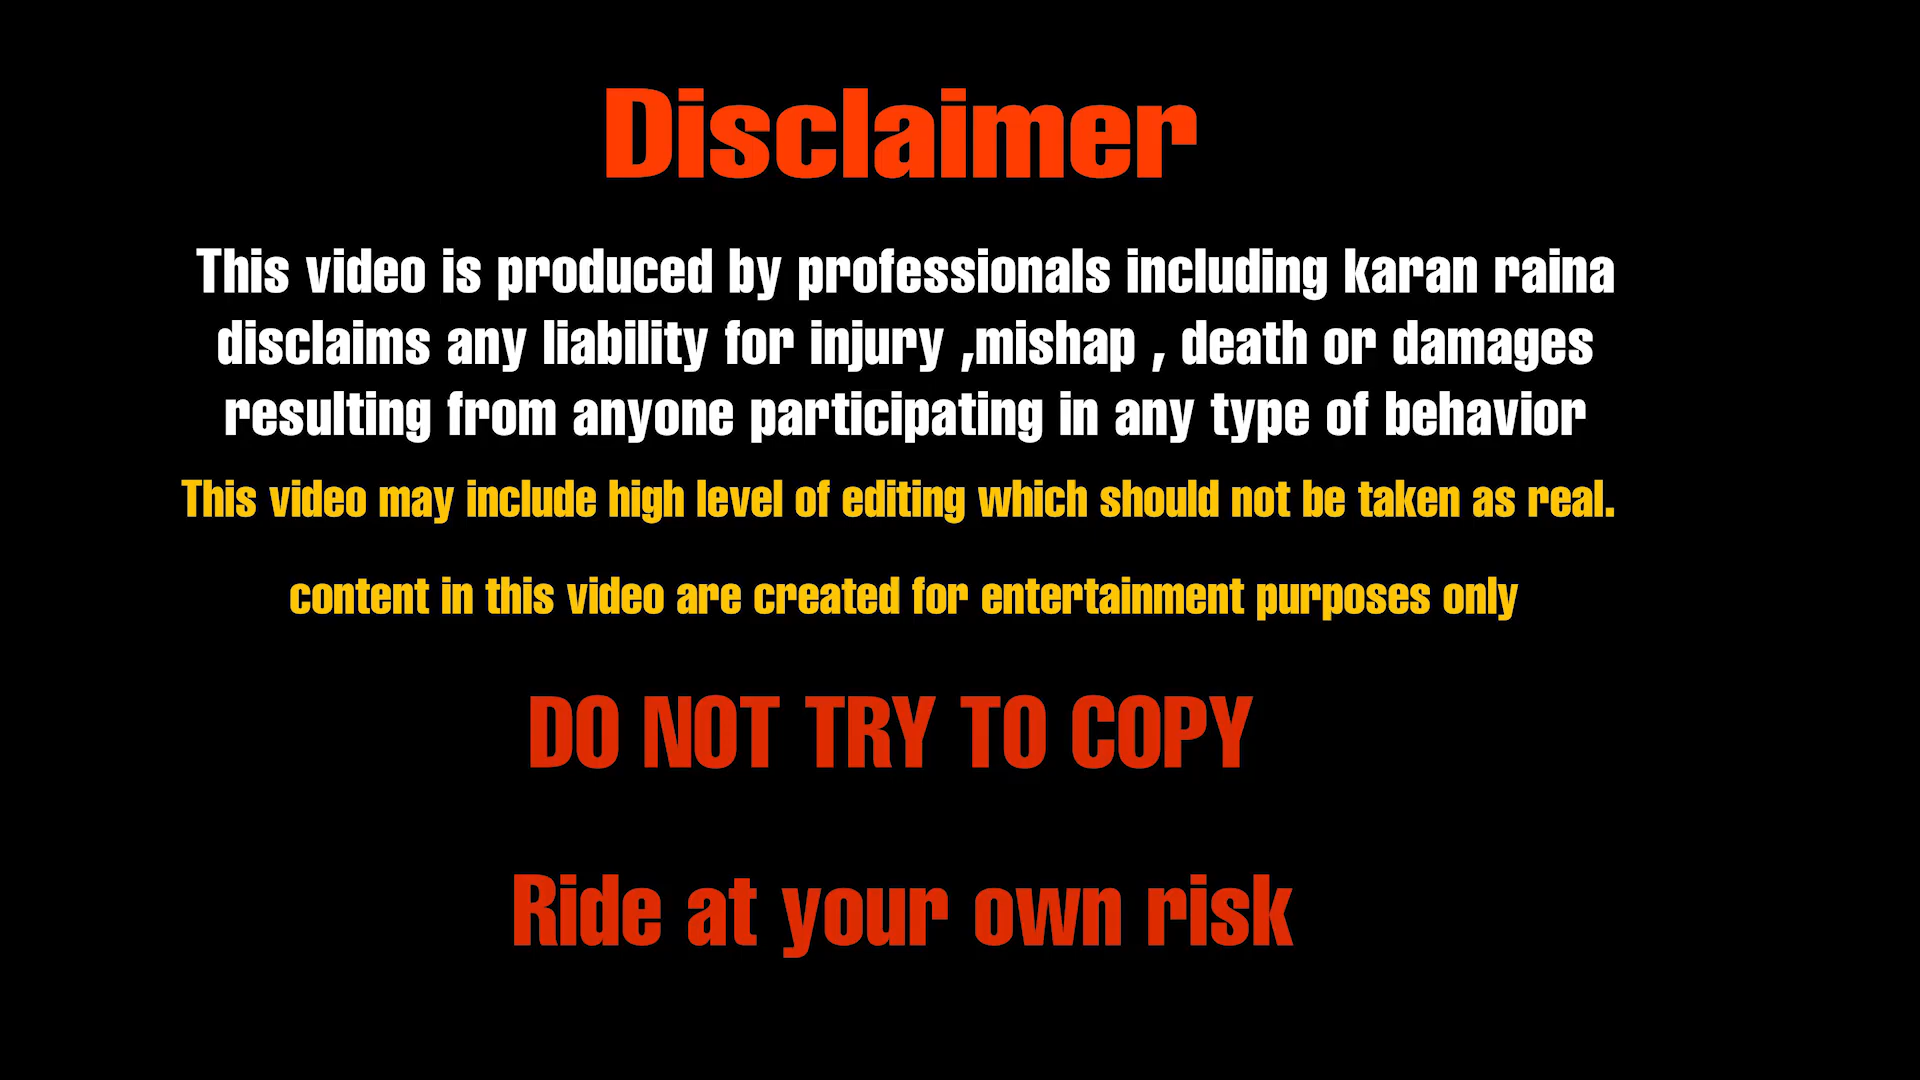 Disclaimer
This video is produced by professionals including karan raina
disclaims any liability for injury ,mishap , death or damages
resulting from anyone participating in any type of behavior
This video may include high level of editing which should not be taken as real.
content in this video are created for entertainment purposes only
DO NOT TRY TO COPY
Ride at your own risk